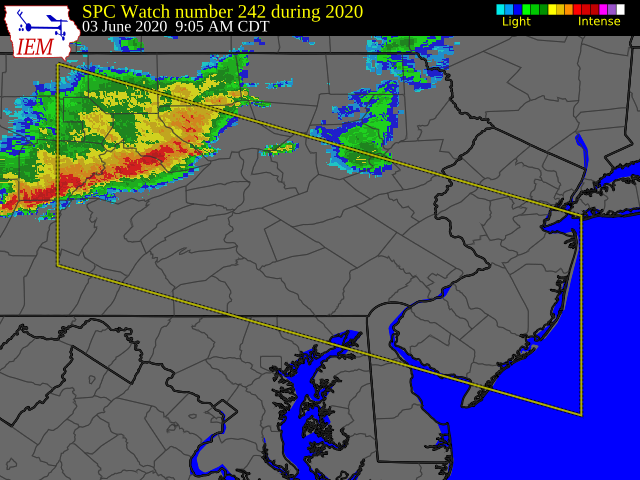 SPC Watch number 242 during 2020
03 June 2020  9:05 AM CDT
IEM
Light
Intense